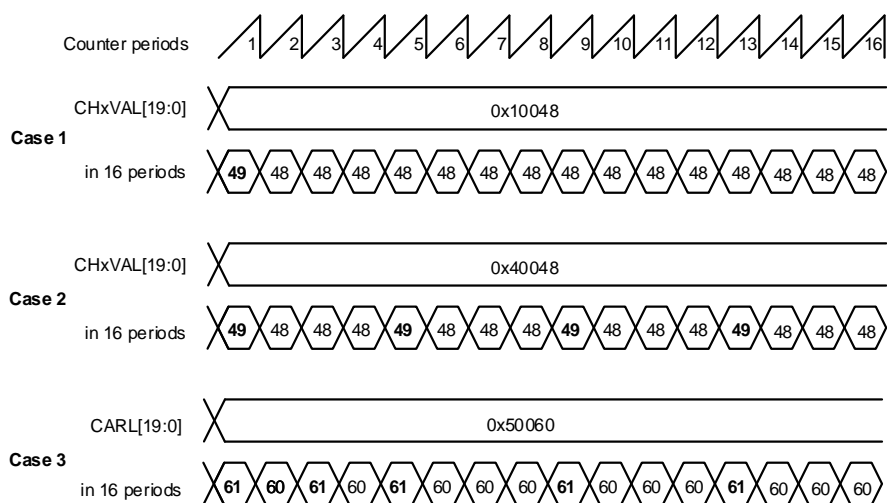 Counter periods 1 2 3 4 5 6 7 8 9 10 11 12 13 14 15 16
CHxVAL[19:0] 0x10048
Case 1
in 16 periods 49 48 48 48 48 48 48 48 48 48 48 48 48 48 48 48
CHxVAL[19:0] 0x40048
Case 2
in 16 periods 49 48 48 48 49 48 48 48 49 48 48 48 49 48 48 48
CARL[19:0] 0x50060
Case 3
in 16 periods 61 60 61 60 61 60 60 60 61 60 60 60 61 60 60 60